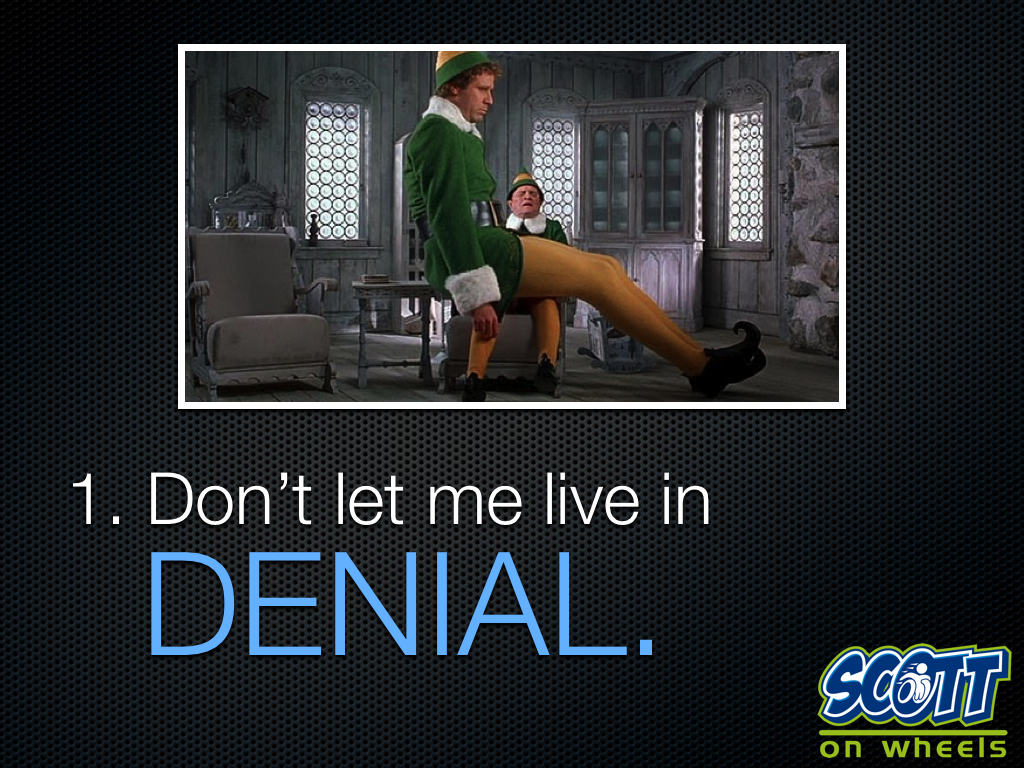 1. Don’t let me live in
DENIAL.
SCOTT
on wheels